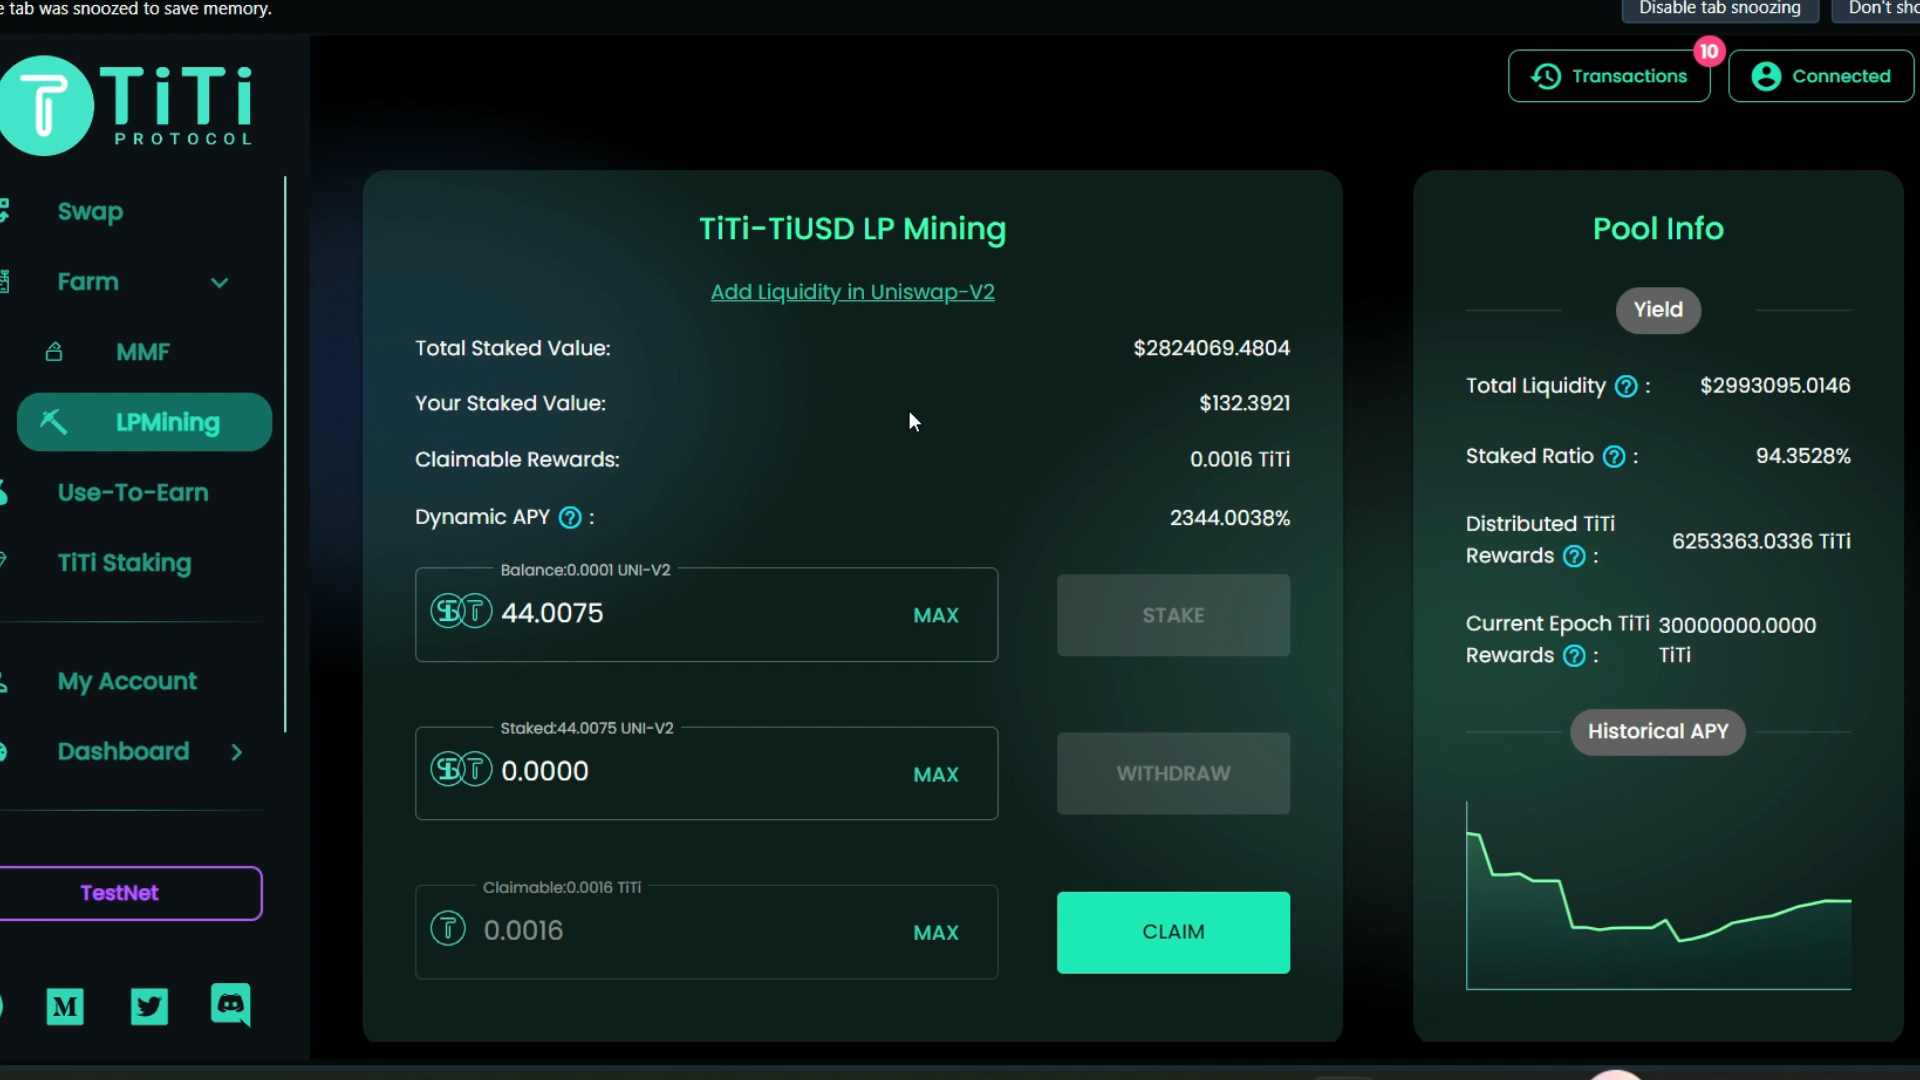 e tab was snoozed to save memory.
Disable tab snoozing
Don't sho
TiTi
PROTOCOL
10
Transactions
Connected
Swap
Farm
MMF
LPMining
Use-To-Earn
TiTi Staking
My Account
Dashboard
TestNet
M
TiTi-TiUSD LP Mining
Add Liquidity in Uniswap-V2
Total Staked Value: $2824069.4804
Your Staked Value: $132.3921
Claimable Rewards: 0.0016 TiTi
Dynamic APY ? : 2344.0038%
Balance:0.0001 UNI-V2
44.0075 MAX STAKE
Staked:44.0075 UNI-V2
0.0000 MAX WITHDRAW
Claimable:0.0016 TiTi
0.0016 MAX CLAIM
Pool Info
Yield
Total Liquidity ? : $2993095.0146
Staked Ratio ? : 94.3528%
Distributed TiTi
Rewards ? : 6253363.0336 TiTi
Current Epoch TiTi 30000000.0000
Rewards ? : TiTi
Historical APY